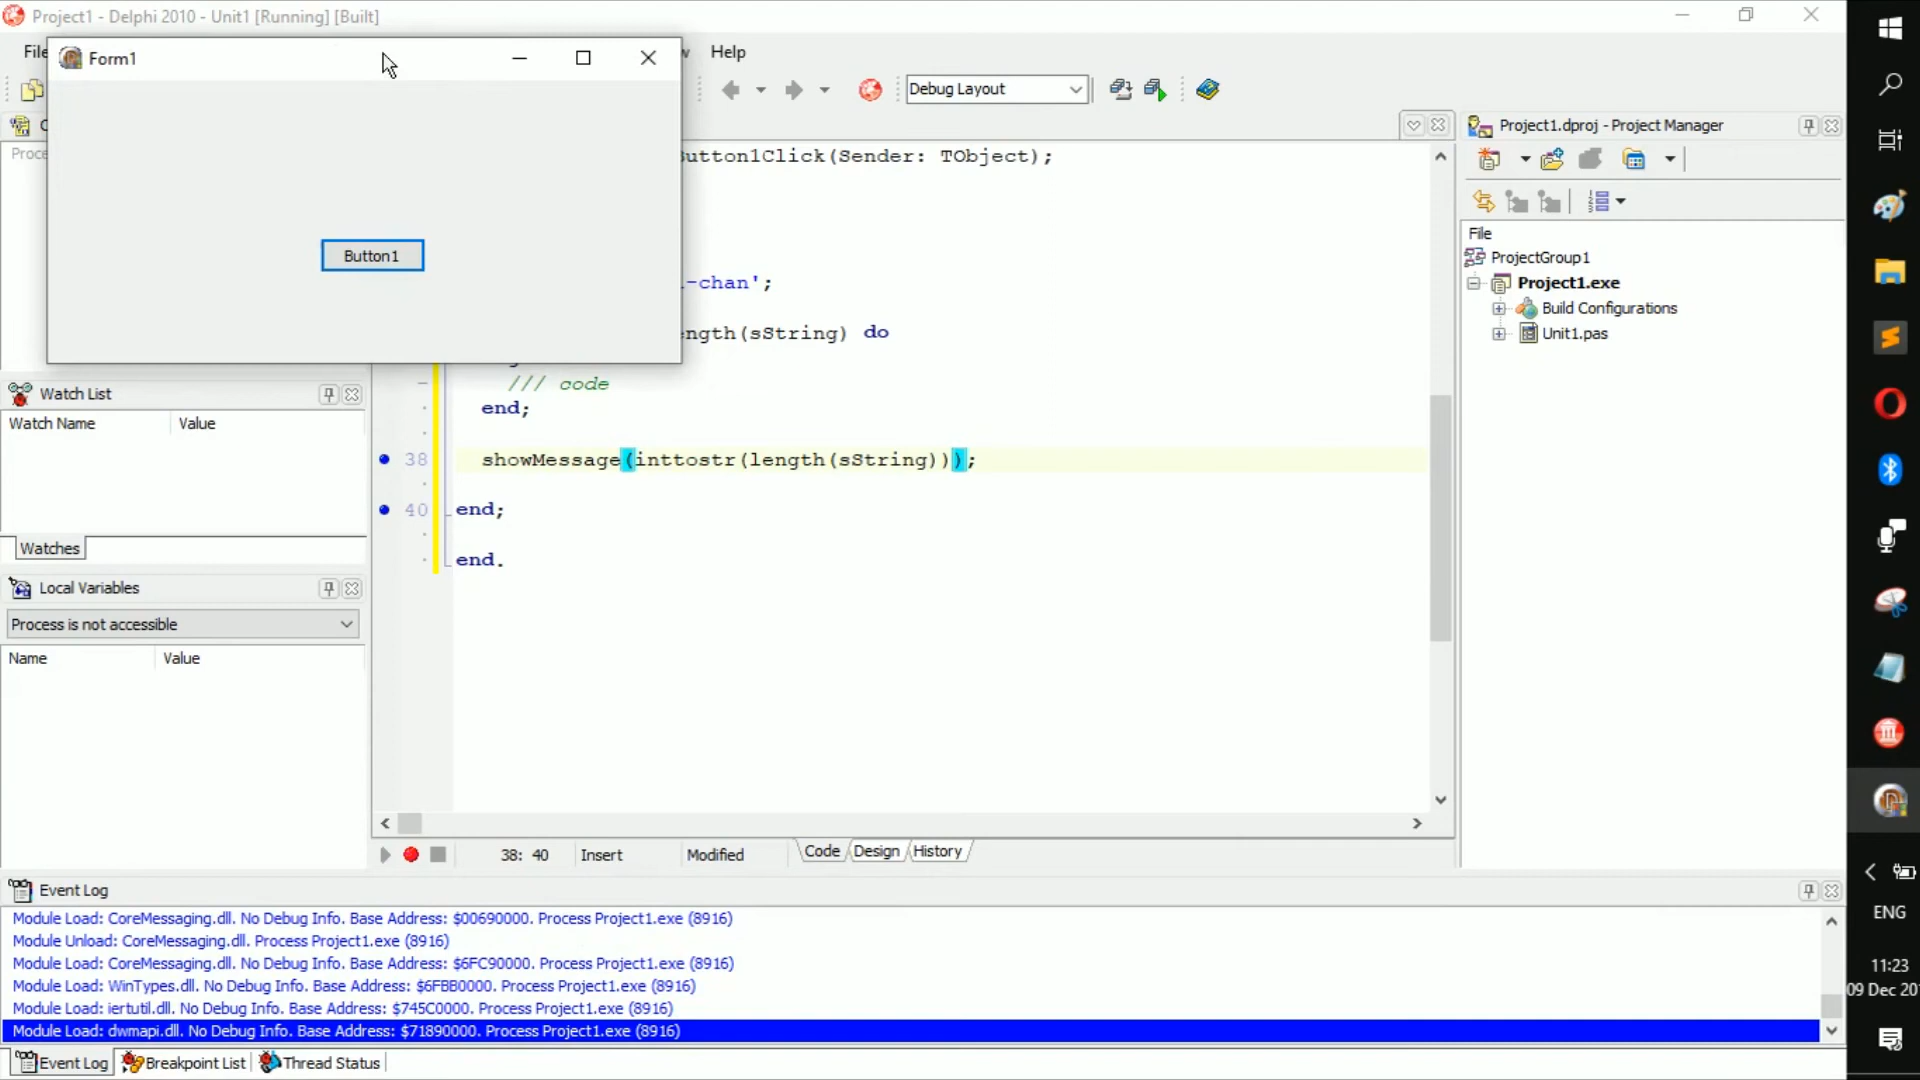 Project1 - Delphi 2010 - Unit1 [Running] [Built]
Form1
Help
Debug Layout
Button1
Button1Click(Sender: TObject);
-chan';
length(sString) do
/// code
end;
38 showMessage(inttostr(length(sString)));
40 end;
end.
Watch List
Watch Name Value
Watches
Local Variables
Process is not accessible
Name Value
Project1.dproj - Project Manager
File
ProjectGroup1
Project1.exe
Build Configurations
Unit1.pas
38: 40 Insert Modified Code Design History
Event Log
Module Load: CoreMessaging.dll. No Debug Info. Base Address: $00690000. Process Project1.exe (8916)
Module Unload: CoreMessaging.dll. Process Project1.exe (8916)
Module Load: CoreMessaging.dll. No Debug Info. Base Address: $6FC90000. Process Project1.exe (8916)
Module Load: WinTypes.dll. No Debug Info. Base Address: $6FBB0000. Process Project1.exe (8916)
Module Load: iertutil.dll. No Debug Info. Base Address: $745C0000. Process Project1.exe (8916)
Module Load: dwmapi.dll. No Debug Info. Base Address: $71890000. Process Project1.exe (8916)
Event Log Breakpoint List Thread Status
ENG
11:23
09 Dec 20